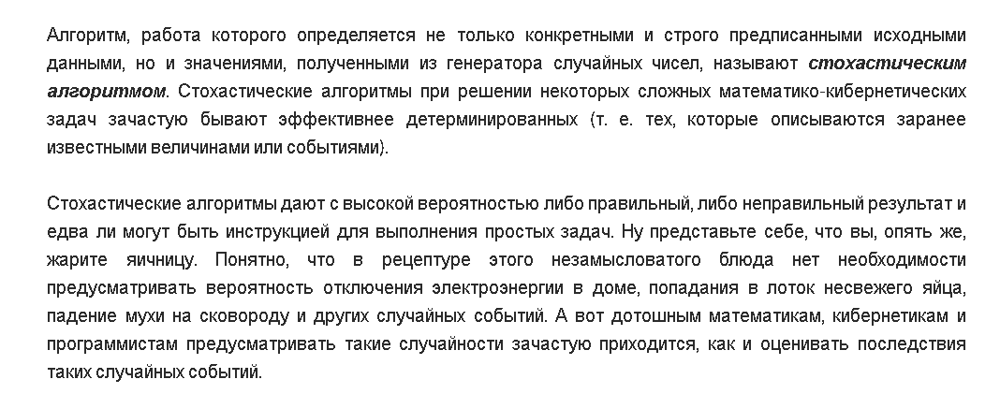 Алгоритм, работа которого определяется не только конкретными и строго предписанными исходными
данными, но и значениями, полученными из генератора случайных чисел, называют стохастическим
алгоритмом. Стохастические алгоритмы при решении некоторых сложных математико-кибернетических
задач зачастую бывают эффективнее детерминированных (т. е. тех, которые описываются заранее
известными величинами или событиями).
Стохастические алгоритмы дают с высокой вероятностью либо правильный, либо неправильный результат и
едва ли могут быть инструкцией для выполнения простых задач. Ну представьте себе, что вы, опять же,
жарите яичницу. Понятно, что в рецептуре этого незамысловатого блюда нет необходимости
предусматривать вероятность отключения электроэнергии в доме, попадания в лоток несвежего яйца,
падение мухи на сковороду и других случайных событий. А вот дотошным математикам, кибернетикам и
программистам предусматривать такие случайности зачастую приходится, как и оценивать последствия
таких случайных событий.